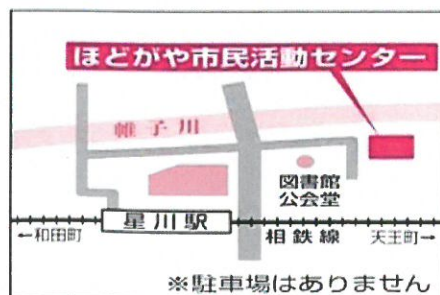 ほどがや市民活動センター
帷子川
図書館
公会堂
星川駅
←和田町
相鉄線
天王町→
※駐車場はありません